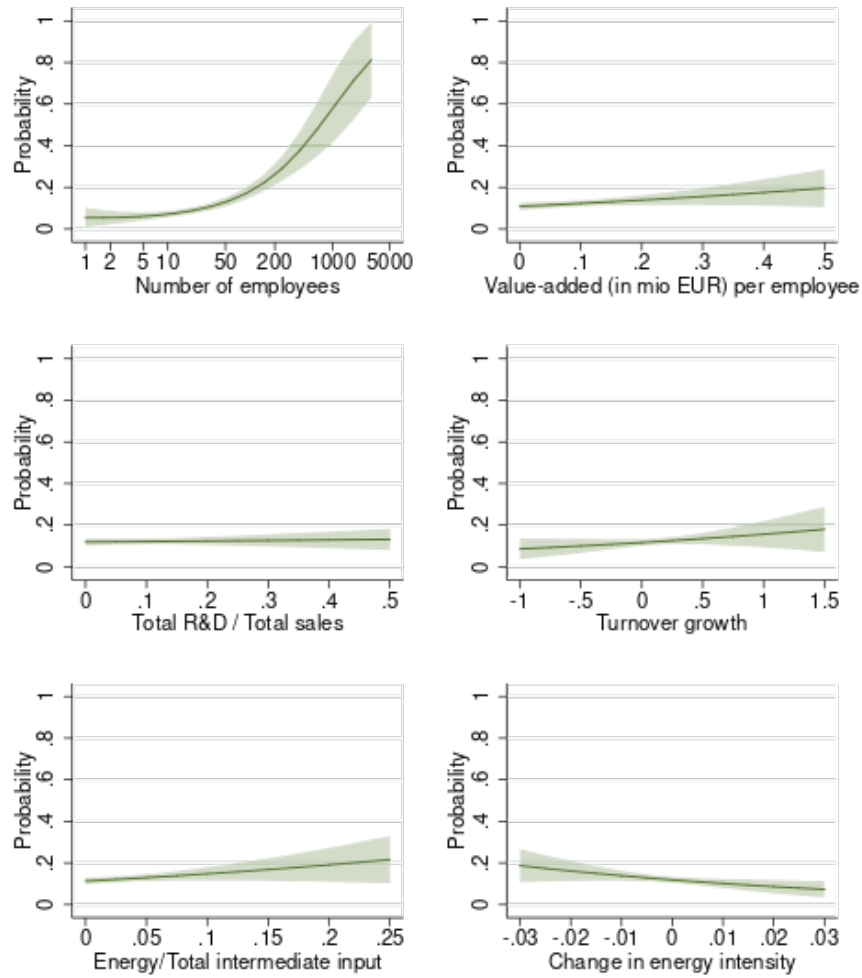 Probability
1
.8
.6
.4
.2
0
1 2 5 10 50 200 1000 5000
Number of employees
Probability
1
.8
.6
.4
.2
0
0 .1 .2 .3 .4 .5
Value-added (in mio EUR) per employee
Probability
1
.8
.6
.4
.2
0
0 .1 .2 .3 .4 .5
Total R&D / Total sales
Probability
1
.8
.6
.4
.2
0
-1 -.5 0 .5 1 1.5
Turnover growth
Probability
1
.8
.6
.4
.2
0
0 .05 .1 .15 .2 .25
Energy/Total intermediate input
Probability
1
.8
.6
.4
.2
0
-.03 -.02 -.01 0 .01 .02 .03
Change in energy intensity